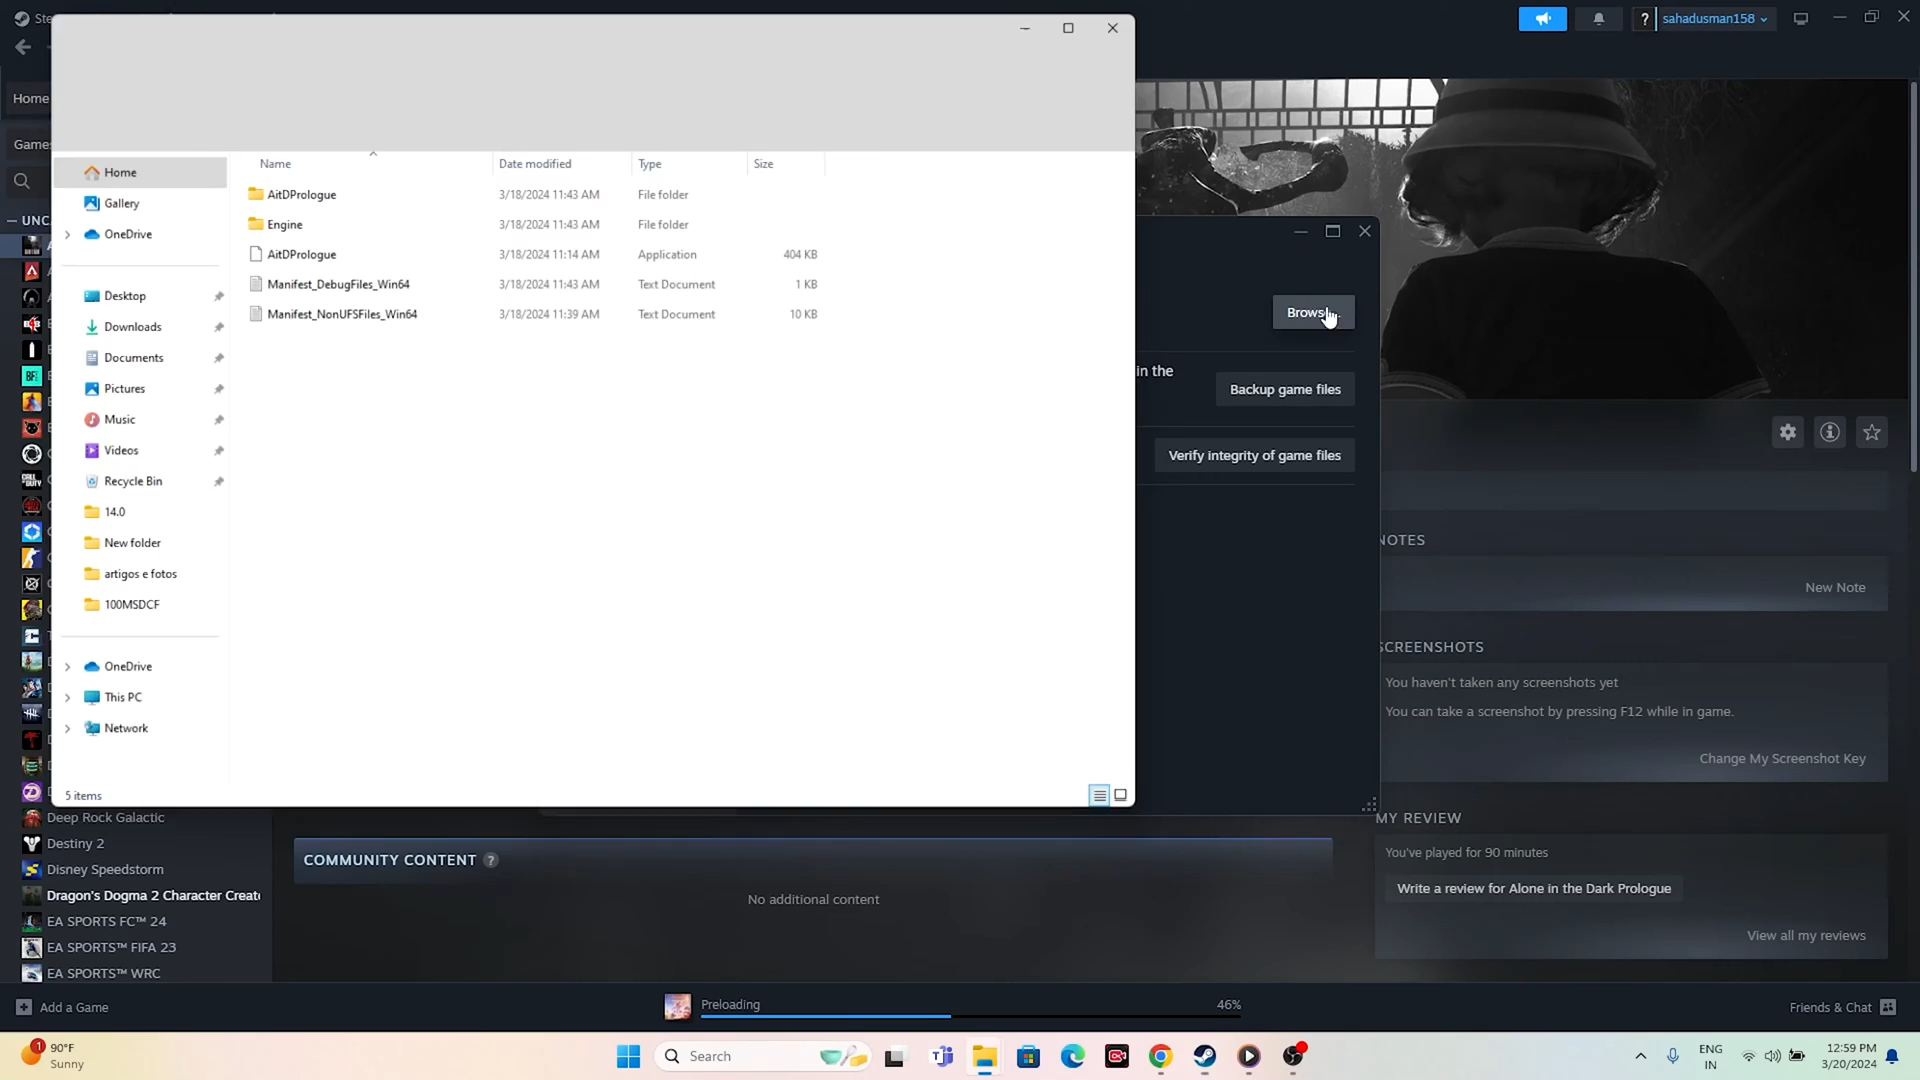 Ste
sahadusman158
Home
Games
UNC
Name
Date modified
Type
Size
Home
Gallery
OneDrive
Desktop
Downloads
Documents
Pictures
Music
Videos
Recycle Bin
14.0
New folder
artigos e fotos
100MSDCF
OneDrive
This PC
Network
AitDPrologue 3/18/2024 11:43 AM File folder
Engine 3/18/2024 11:43 AM File folder
AitDPrologue 3/18/2024 11:14 AM Application 404 KB
Manifest_DebugFiles_Win64 3/18/2024 11:43 AM Text Document 1 KB
Manifest_NonUFSFiles_Win64 3/18/2024 11:39 AM Text Document 10 KB
5 items
in the
Backup game files
Verify integrity of game files
NOTES
New Note
SCREENSHOTS
You haven't taken any screenshots yet
You can take a screenshot by pressing F12 while in game.
Change My Screenshot Key
MY REVIEW
You've played for 90 minutes
Write a review for Alone in the Dark Prologue
View all my reviews
Deep Rock Galactic
Destiny 2
Disney Speedstorm
Dragon's Dogma 2 Character Creato
EA SPORTS FC™ 24
EA SPORTS™ FIFA 23
EA SPORTS™ WRC
COMMUNITY CONTENT ?
No additional content
Add a Game
Preloading 46%
Friends & Chat
1
90°F
Sunny
Search
ENG
IN
12:59 PM
3/20/2024